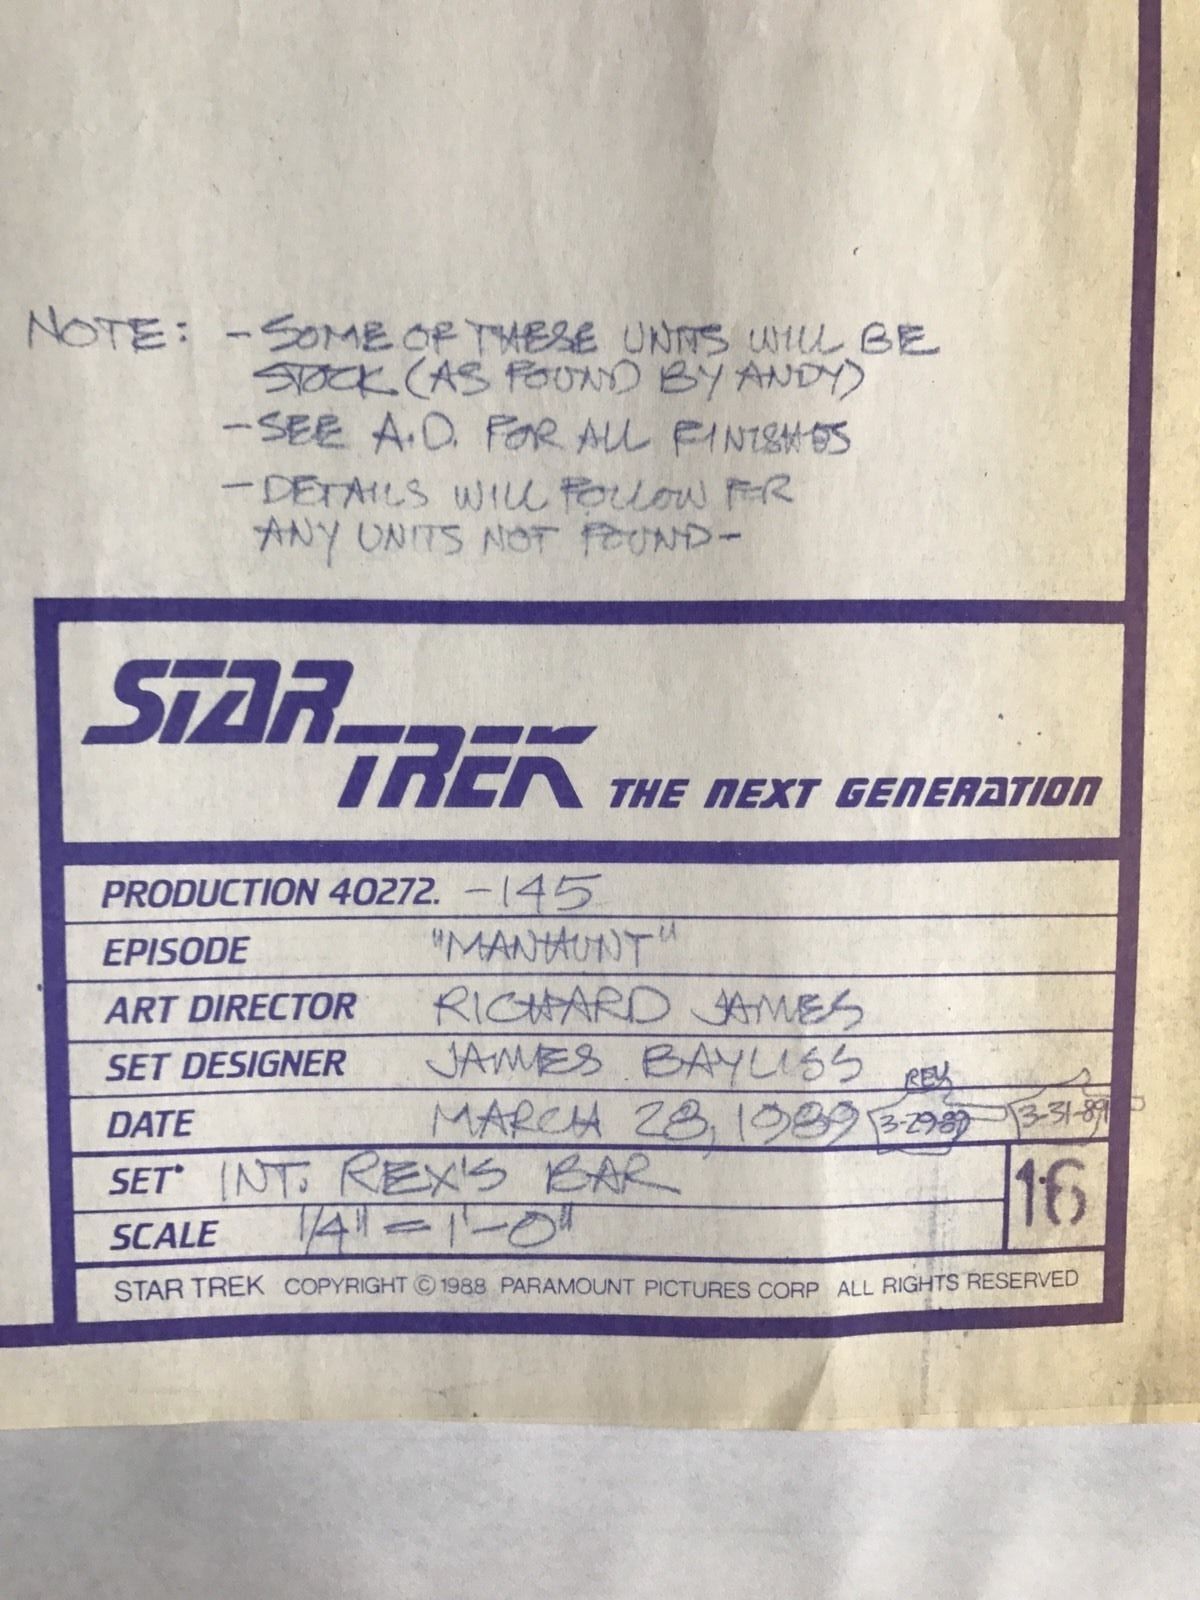 NOTE: - SOME OF THESE UNITS WILL BE
STOCK (AS FOUND BY ANDY)
- SEE A.D. FOR ALL FINISHES
- DETAILS WILL FOLLOW FOR
ANY UNITS NOT FOUND -
STAR TREK THE NEXT GENERATION
PRODUCTION 40272. -145
EPISODE "MANHUNT"
ART DIRECTOR RICHARD JAMES
SET DESIGNER JAMES BAYLISS
REV
DATE MARCH 28, 1989 3-29-89 3-31-89
SET INT. REX'S BAR
16
SCALE 1/4" = 1'-0"
STAR TREK COPYRIGHT © 1988 PARAMOUNT PICTURES CORP ALL RIGHTS RESERVED